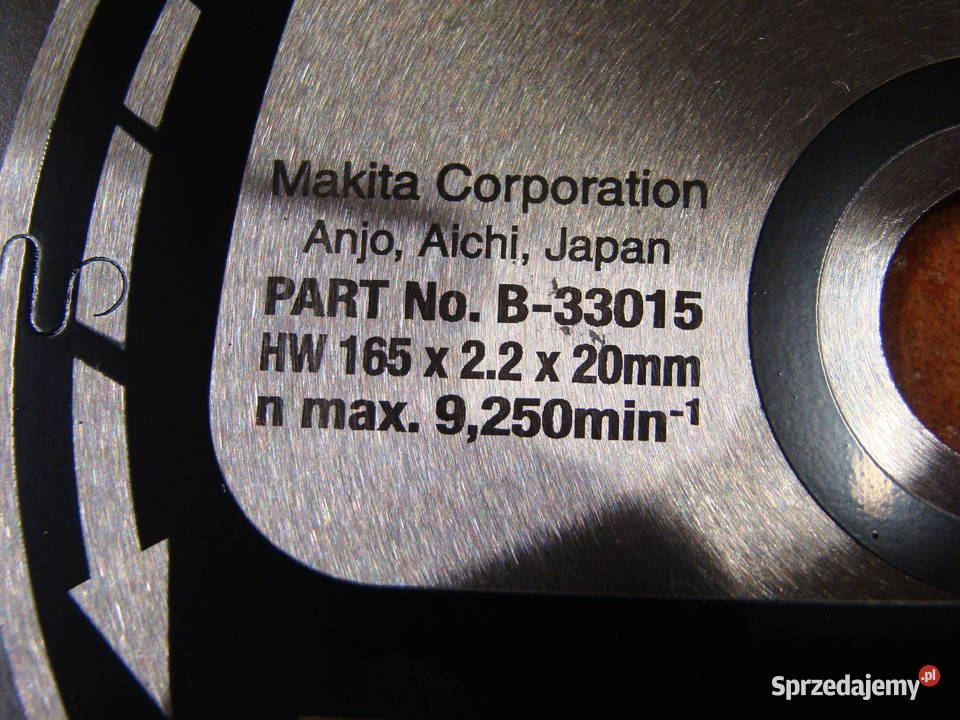 Makita Corporation
Anjo, Aichi, Japan
PART No. B-33015
HW 165 x 2.2 x 20mm
n max. 9,250min⁻¹
Sprzedajemy.pl